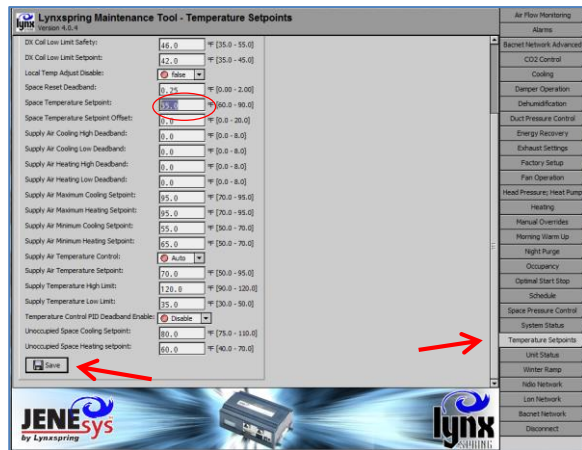 Lynxspring Maintenance Tool - Temperature Setpoints
Version 4.6.4
DX Coil Low Limit Safety: 46.0 °F [35.0 - 55.0]
DX Coil Low Limit Setpoint: 42.0 °F [35.0 - 45.0]
Local Temp Adjust Disable: false
Space Reset Deadband: 0.25 °F [0.00 - 2.00]
Space Temperature Setpoint: °F [60.0 - 90.0]
Space Temperature Setpoint Offset: 0.0 °F [0.0 - 20.0]
Supply Air Cooling High Deadband: 0.0 °F [0.0 - 8.0]
Supply Air Cooling Low Deadband: 0.0 °F [0.0 - 8.0]
Supply Air Heating High Deadband: 0.0 °F [0.0 - 8.0]
Supply Air Heating Low Deadband: 0.0 °F [0.0 - 8.0]
Supply Air Maximum Cooling Setpoint: 95.0 °F [70.0 - 95.0]
Supply Air Maximum Heating Setpoint: 95.0 °F [70.0 - 95.0]
Supply Air Minimum Cooling Setpoint: 55.0 °F [50.0 - 70.0]
Supply Air Minimum Heating Setpoint: 65.0 °F [50.0 - 70.0]
Supply Air Temperature Control: Auto
Supply Air Temperature Setpoint: 70.0 °F [50.0 - 95.0]
Supply Temperature High Limit: 120.0 °F [90.0 - 120.0]
Supply Temperature Low Limit: 35.0 °F [30.0 - 50.0]
Temperature Control PID Deadband Enable: Disable
Unoccupied Space Cooling Setpoint: 80.0 °F [75.0 - 110.0]
Unoccupied Space Heating setpoint: 60.0 °F [40.0 - 70.0]
Save
JENEsys
by Lynxspring
lynx
SPRING
Air Flow Monitoring
Alarms
Bacnet Network Advanced
CO2 Control
Cooling
Damper Operation
Dehumidification
Duct Pressure Control
Energy Recovery
Exhaust Settings
Factory Setup
Fan Operation
Head Pressure; Heat Pump
Heating
Manual Overrides
Morning Warm Up
Night Purge
Occupancy
Optimal Start Stop
Schedule
Space Pressure Control
System Status
Temperature Setpoints
Unit Status
Winter Ramp
Ndio Network
Lon Network
Bacnet Network
Disconnect